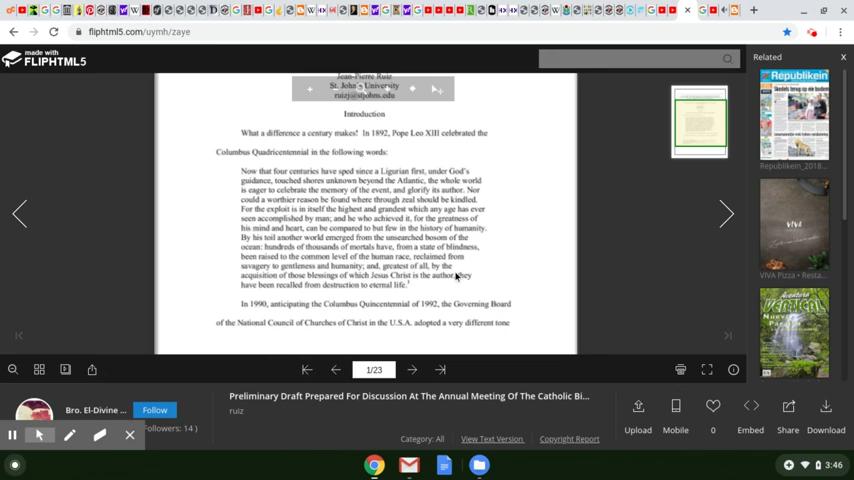 fliphtml5.com/uymh/zaye
made with
FLIPHTML5
Related
X
Jean-Pierre Ruiz
St. John's University
ruizj@stjohns.edu
Introduction
What a difference a century makes! In 1892, Pope Leo XIII celebrated the
Columbus Quadricentennial in the following words:
Now that four centuries have sped since a Ligurian first, under God's
guidance, touched shores unknown beyond the Atlantic, the whole world
is eager to celebrate the memory of the event, and glorify its author. Nor
could a worthier reason be found where through zeal should be kindled.
For the exploit is in itself the highest and grandest which any age has ever
seen accomplished by man; and he who achieved it, for the greatness of
his mind and heart, can be compared to but few in the history of humanity.
By his toil another world emerged from the unsearched bosom of the
ocean: hundreds of thousands of mortals have, from a state of blindness,
been raised to the common level of the human race, reclaimed from
savagery to gentleness and humanity; and, greatest of all, by the
acquisition of those blessings of which Jesus Christ is the author, they
have been recalled from destruction to eternal life.
In 1990, anticipating the Columbus Quincentennial of 1992, the Governing Board
of the National Council of Churches of Christ in the U.S.A. adopted a very different tone
Republikein
Republikein_2018...
VIVA
VIVA Pizza • Resta...
Aventura
VERTICAL
1/23
Bro. El-Divine ...
Follow
Followers: 14 )
Preliminary Draft Prepared For Discussion At The Annual Meeting Of The Catholic Bi...
ruiz
Category: All
View Text Version
Copyright Report
Upload
Mobile
0
Embed
Share
Download
3:46